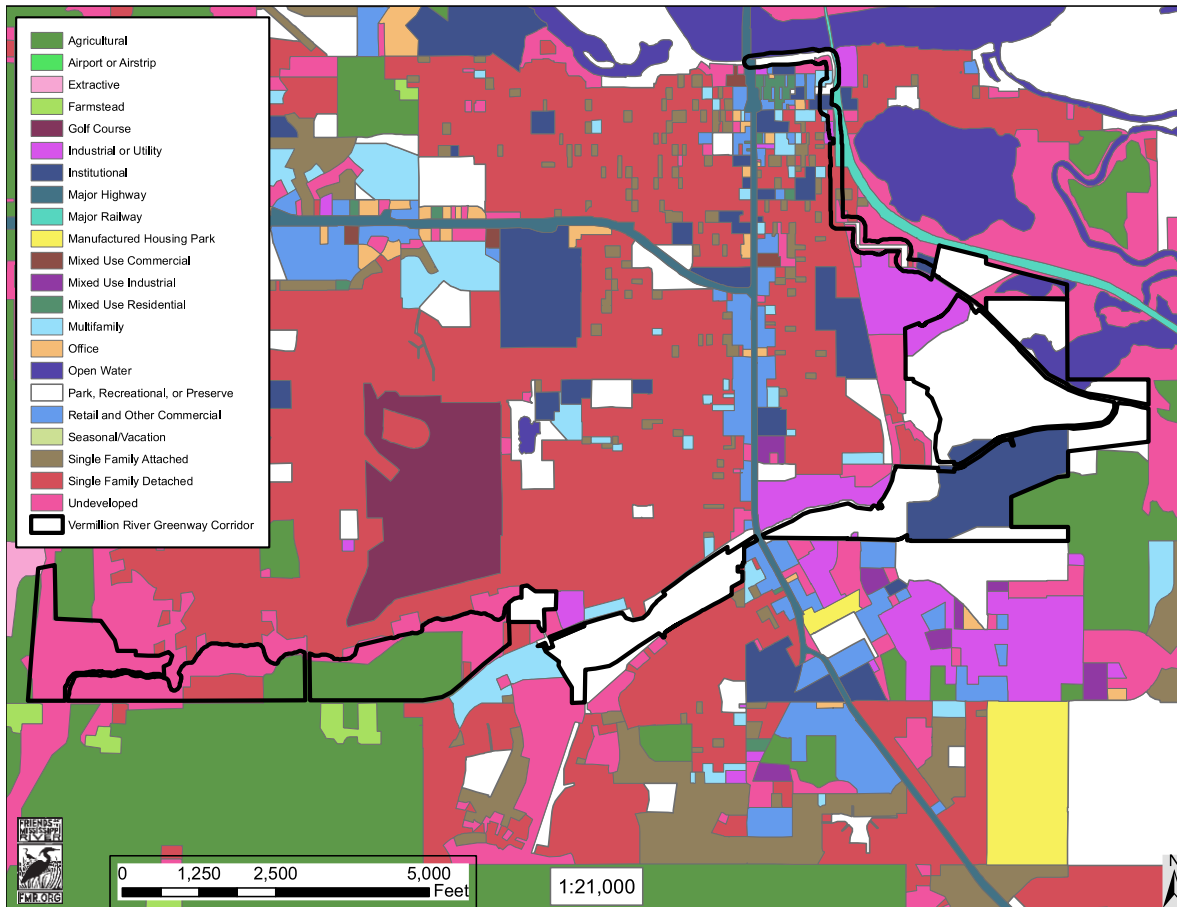 Agricultural
Airport or Airstrip
Extractive
Farmstead
Golf Course
Industrial or Utility
Institutional
Major Highway
Major Railway
Manufactured Housing Park
Mixed Use Commercial
Mixed Use Industrial
Mixed Use Residential
Multifamily
Office
Open Water
Park, Recreational, or Preserve
Retail and Other Commercial
Seasonal/Vacation
Single Family Attached
Single Family Detached
Undeveloped
Vermillion River Greenway Corridor
FRIENDS OF THE
MISSISSIPPI
RIVER
FMR.ORG
0 1,250 2,500 5,000
Feet
1:21,000
N